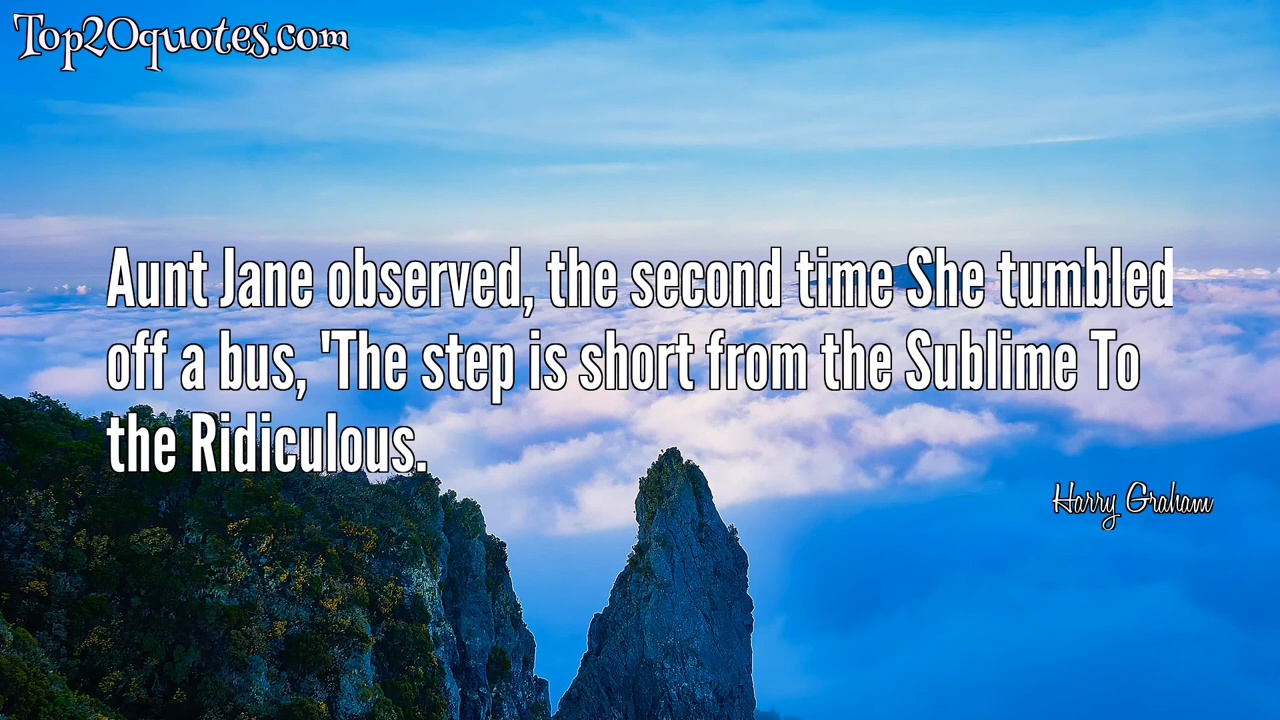 Top20quotes.com
Aunt Jane observed, the second time She tumbled
off a bus, 'The step is short from the Sublime To
the Ridiculous.
Harry Graham